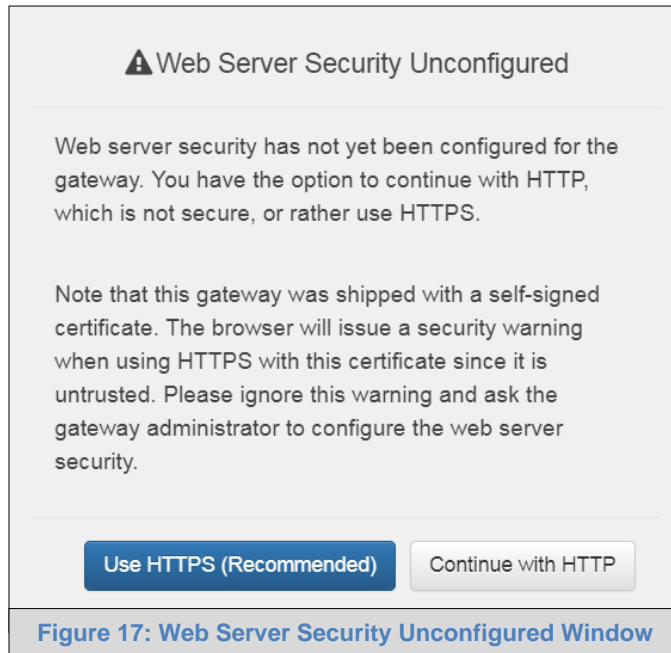 Web Server Security Unconfigured
Web server security has not yet been configured for the
gateway. You have the option to continue with HTTP,
which is not secure, or rather use HTTPS.
Note that this gateway was shipped with a self-signed
certificate. The browser will issue a security warning
when using HTTPS with this certificate since it is
untrusted. Please ignore this warning and ask the
gateway administrator to configure the web server
security.
Use HTTPS (Recommended) Continue with HTTP
Figure 17: Web Server Security Unconfigured Window